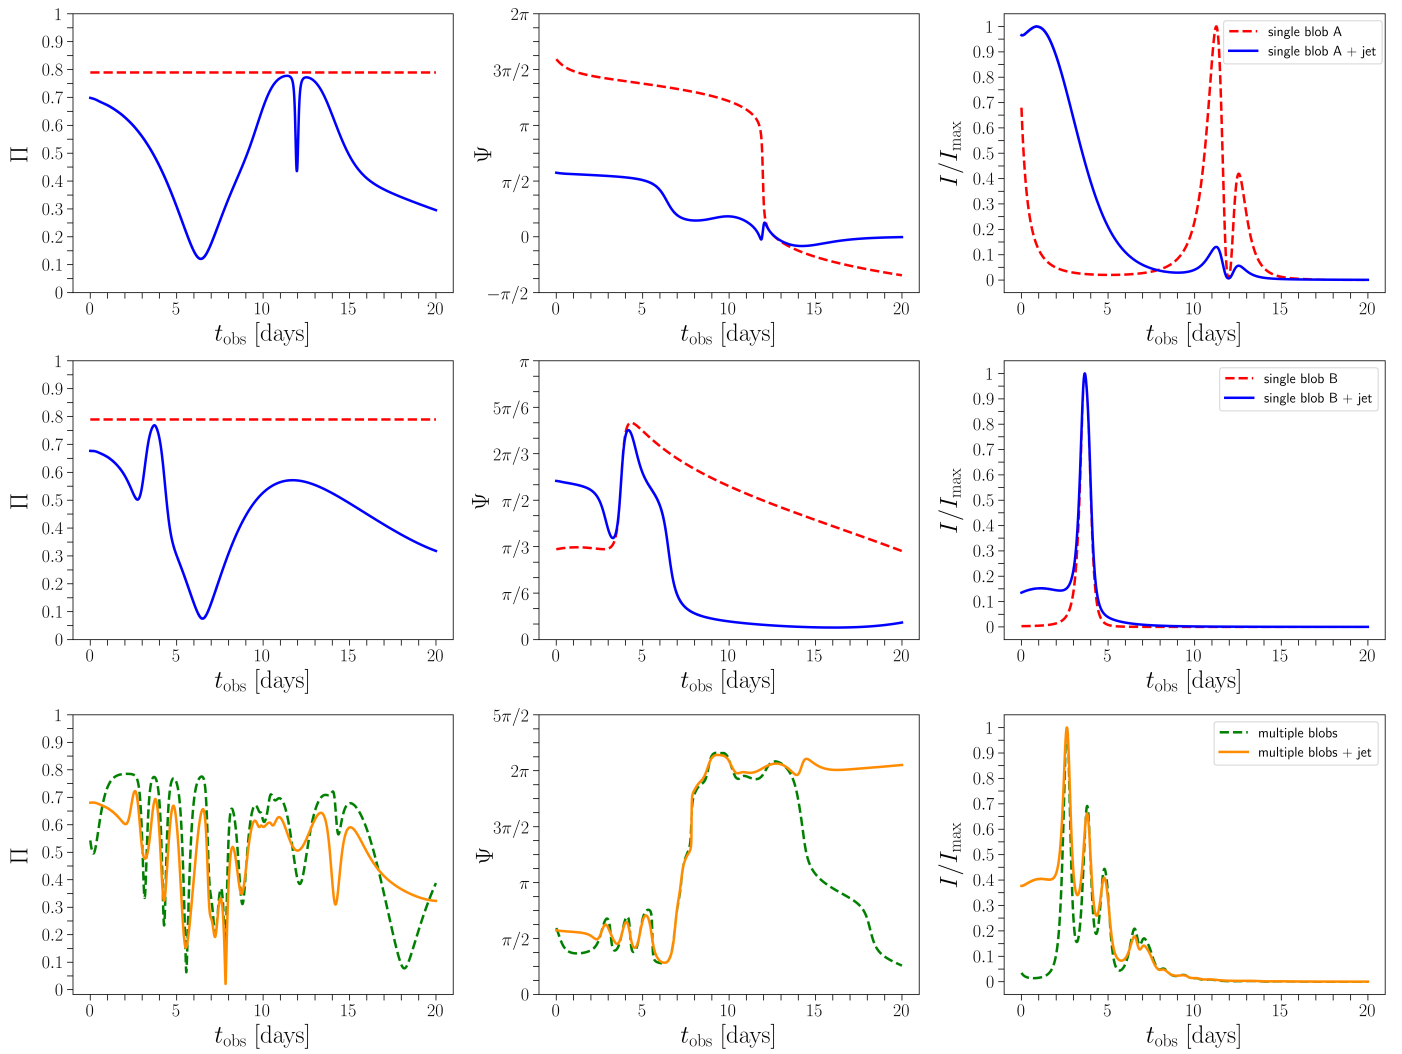 1
0.9
0.8
0.7
0.6
0.5
0.4
0.3
0.2
0.1
0
Π
0 5 10 15 20
t_obs [days]
2π
3π/2
π
π/2
0
−π/2
Ψ
0 5 10 15 20
t_obs [days]
1
0.9
0.8
0.7
0.6
0.5
0.4
0.3
0.2
0.1
0
I/I_max
single blob A
single blob A + jet
0 5 10 15 20
t_obs [days]
1
0.9
0.8
0.7
0.6
0.5
0.4
0.3
0.2
0.1
0
Π
0 5 10 15 20
t_obs [days]
π
5π/6
2π/3
π/2
π/3
π/6
0
Ψ
0 5 10 15 20
t_obs [days]
1
0.9
0.8
0.7
0.6
0.5
0.4
0.3
0.2
0.1
0
I/I_max
single blob B
single blob B + jet
0 5 10 15 20
t_obs [days]
1
0.9
0.8
0.7
0.6
0.5
0.4
0.3
0.2
0.1
0
Π
0 5 10 15 20
t_obs [days]
5π/2
2π
3π/2
π
π/2
0
Ψ
0 5 10 15 20
t_obs [days]
1
0.9
0.8
0.7
0.6
0.5
0.4
0.3
0.2
0.1
0
I/I_max
multiple blobs
multiple blobs + jet
0 5 10 15 20
t_obs [days]